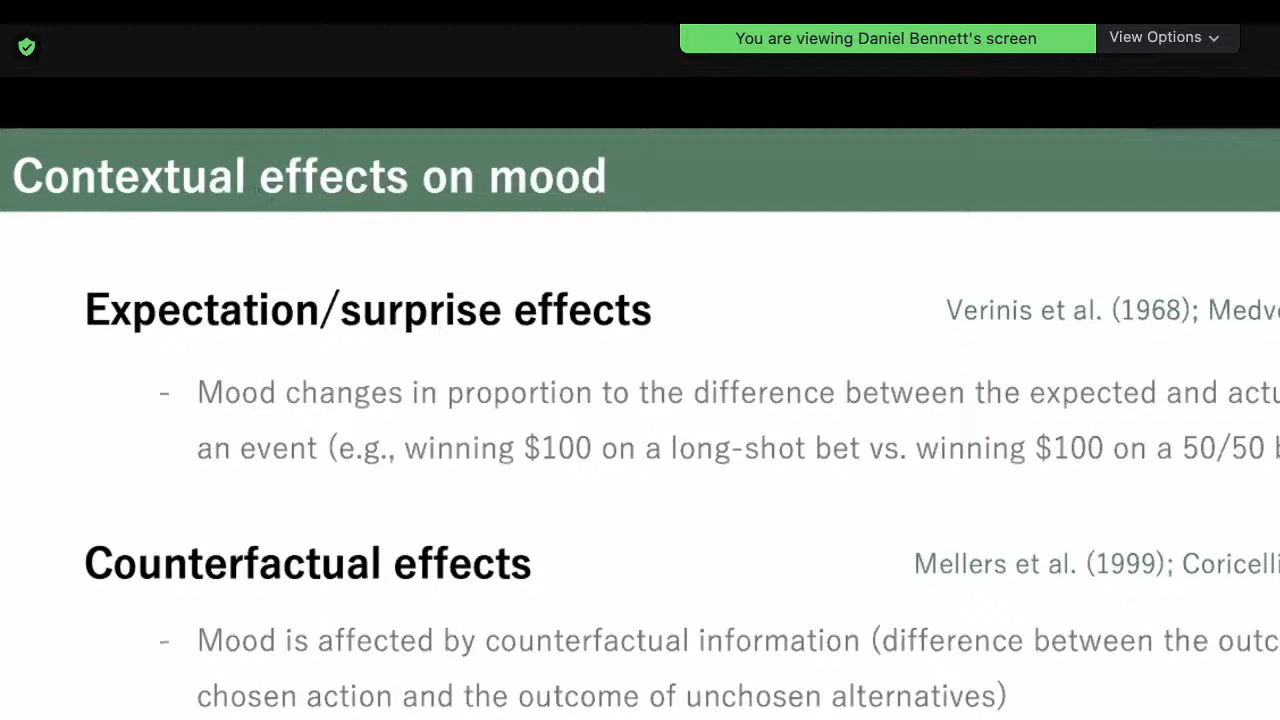 You are viewing Daniel Bennett's screen View Options
Contextual effects on mood
Expectation/surprise effects Verinis et al. (1968);
- Mood changes in proportion to the difference between the expected and
an event (e.g., winning $100 on a long-shot bet vs. winning $100 on a 50/50
Counterfactual effects Mellers et al. (1999); Coricelli
- Mood is affected by counterfactual information (difference between the
chosen action and the outcome of unchosen alternatives)